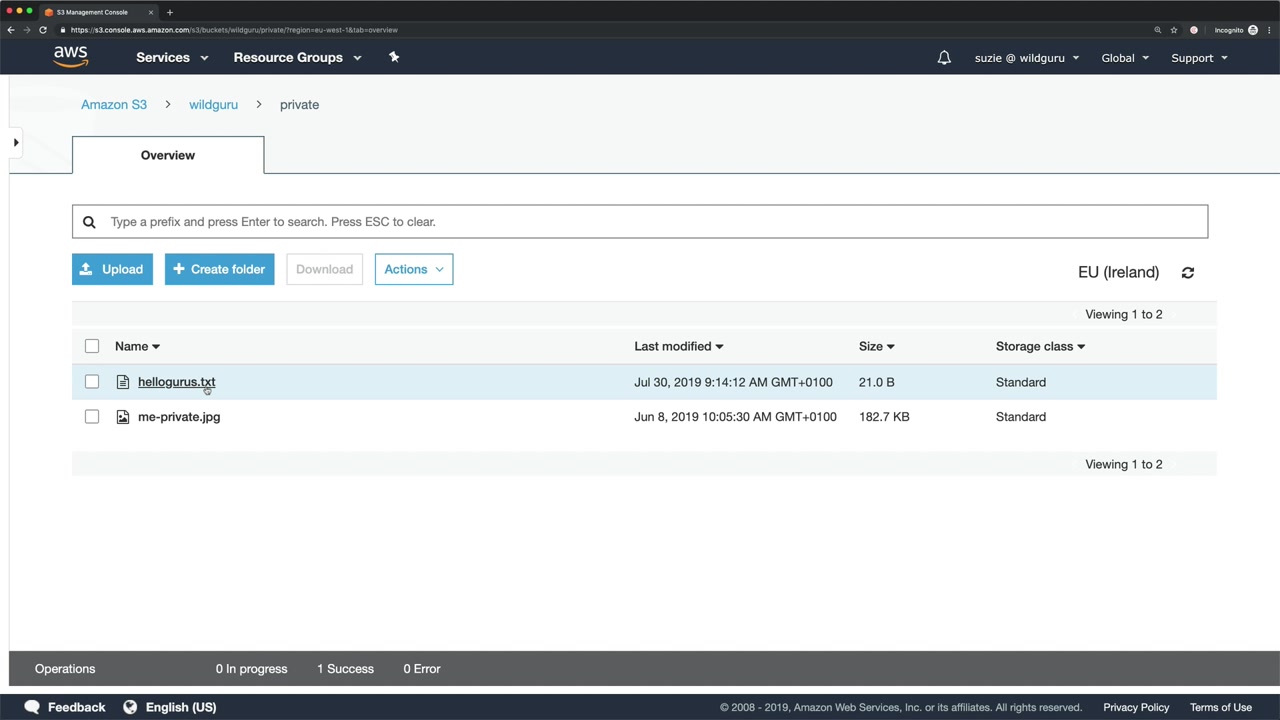 S3 Management Console
https://s3.console.aws.amazon.com/s3/buckets/wildguru/private/?region=eu-west-1&tab=overview
Incognito
aws
Services
Resource Groups
suzie @ wildguru
Global
Support
Amazon S3 > wildguru > private
Overview
Type a prefix and press Enter to search. Press ESC to clear.
Upload
Create folder
Download
Actions
EU (Ireland)
Viewing 1 to 2
Name Last modified Size Storage class
hellogurus.txt Jul 30, 2019 9:14:12 AM GMT+0100 21.0 B Standard
me-private.jpg Jun 8, 2019 10:05:30 AM GMT+0100 182.7 KB Standard
Viewing 1 to 2
Operations 0 In progress 1 Success 0 Error
Feedback
English (US)
© 2008 - 2019, Amazon Web Services, Inc. or its affiliates. All rights reserved.
Privacy Policy
Terms of Use